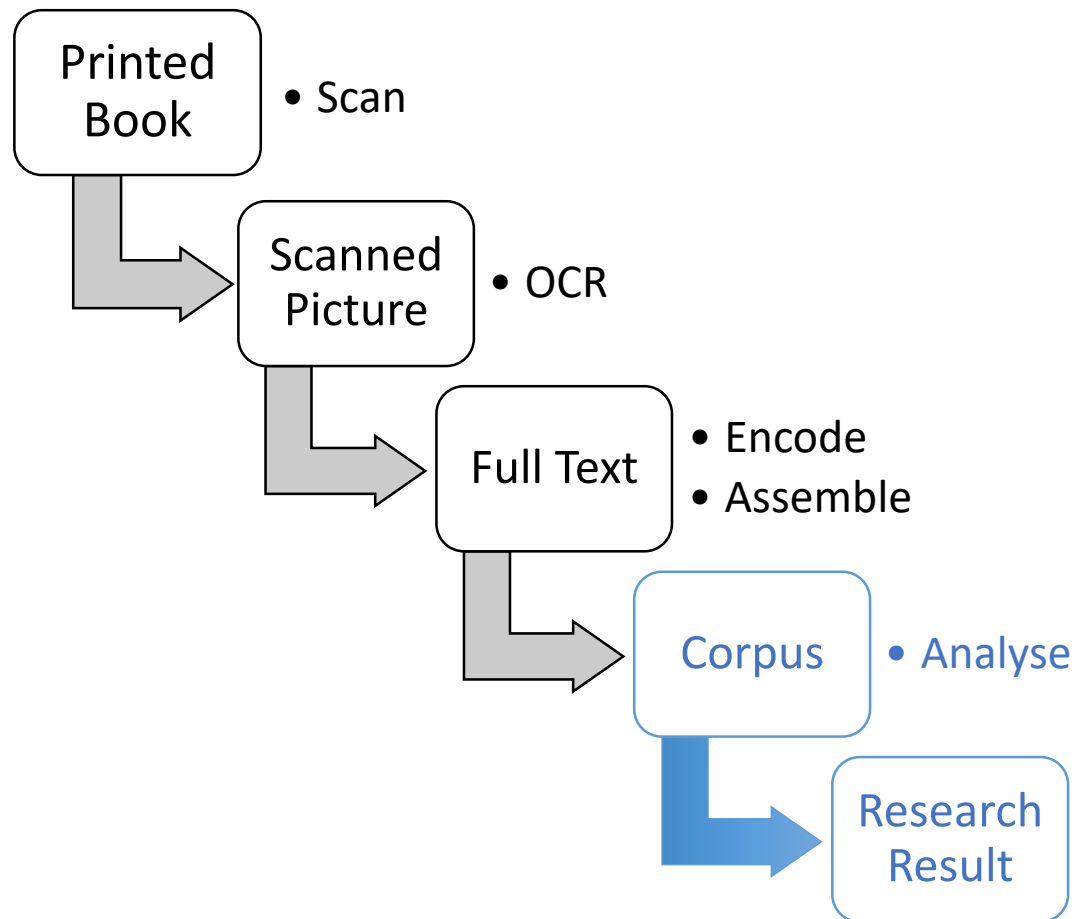 Printed
Book
• Scan
Scanned
Picture
• OCR
Full Text
• Encode
• Assemble
Corpus
• Analyse
Research
Result